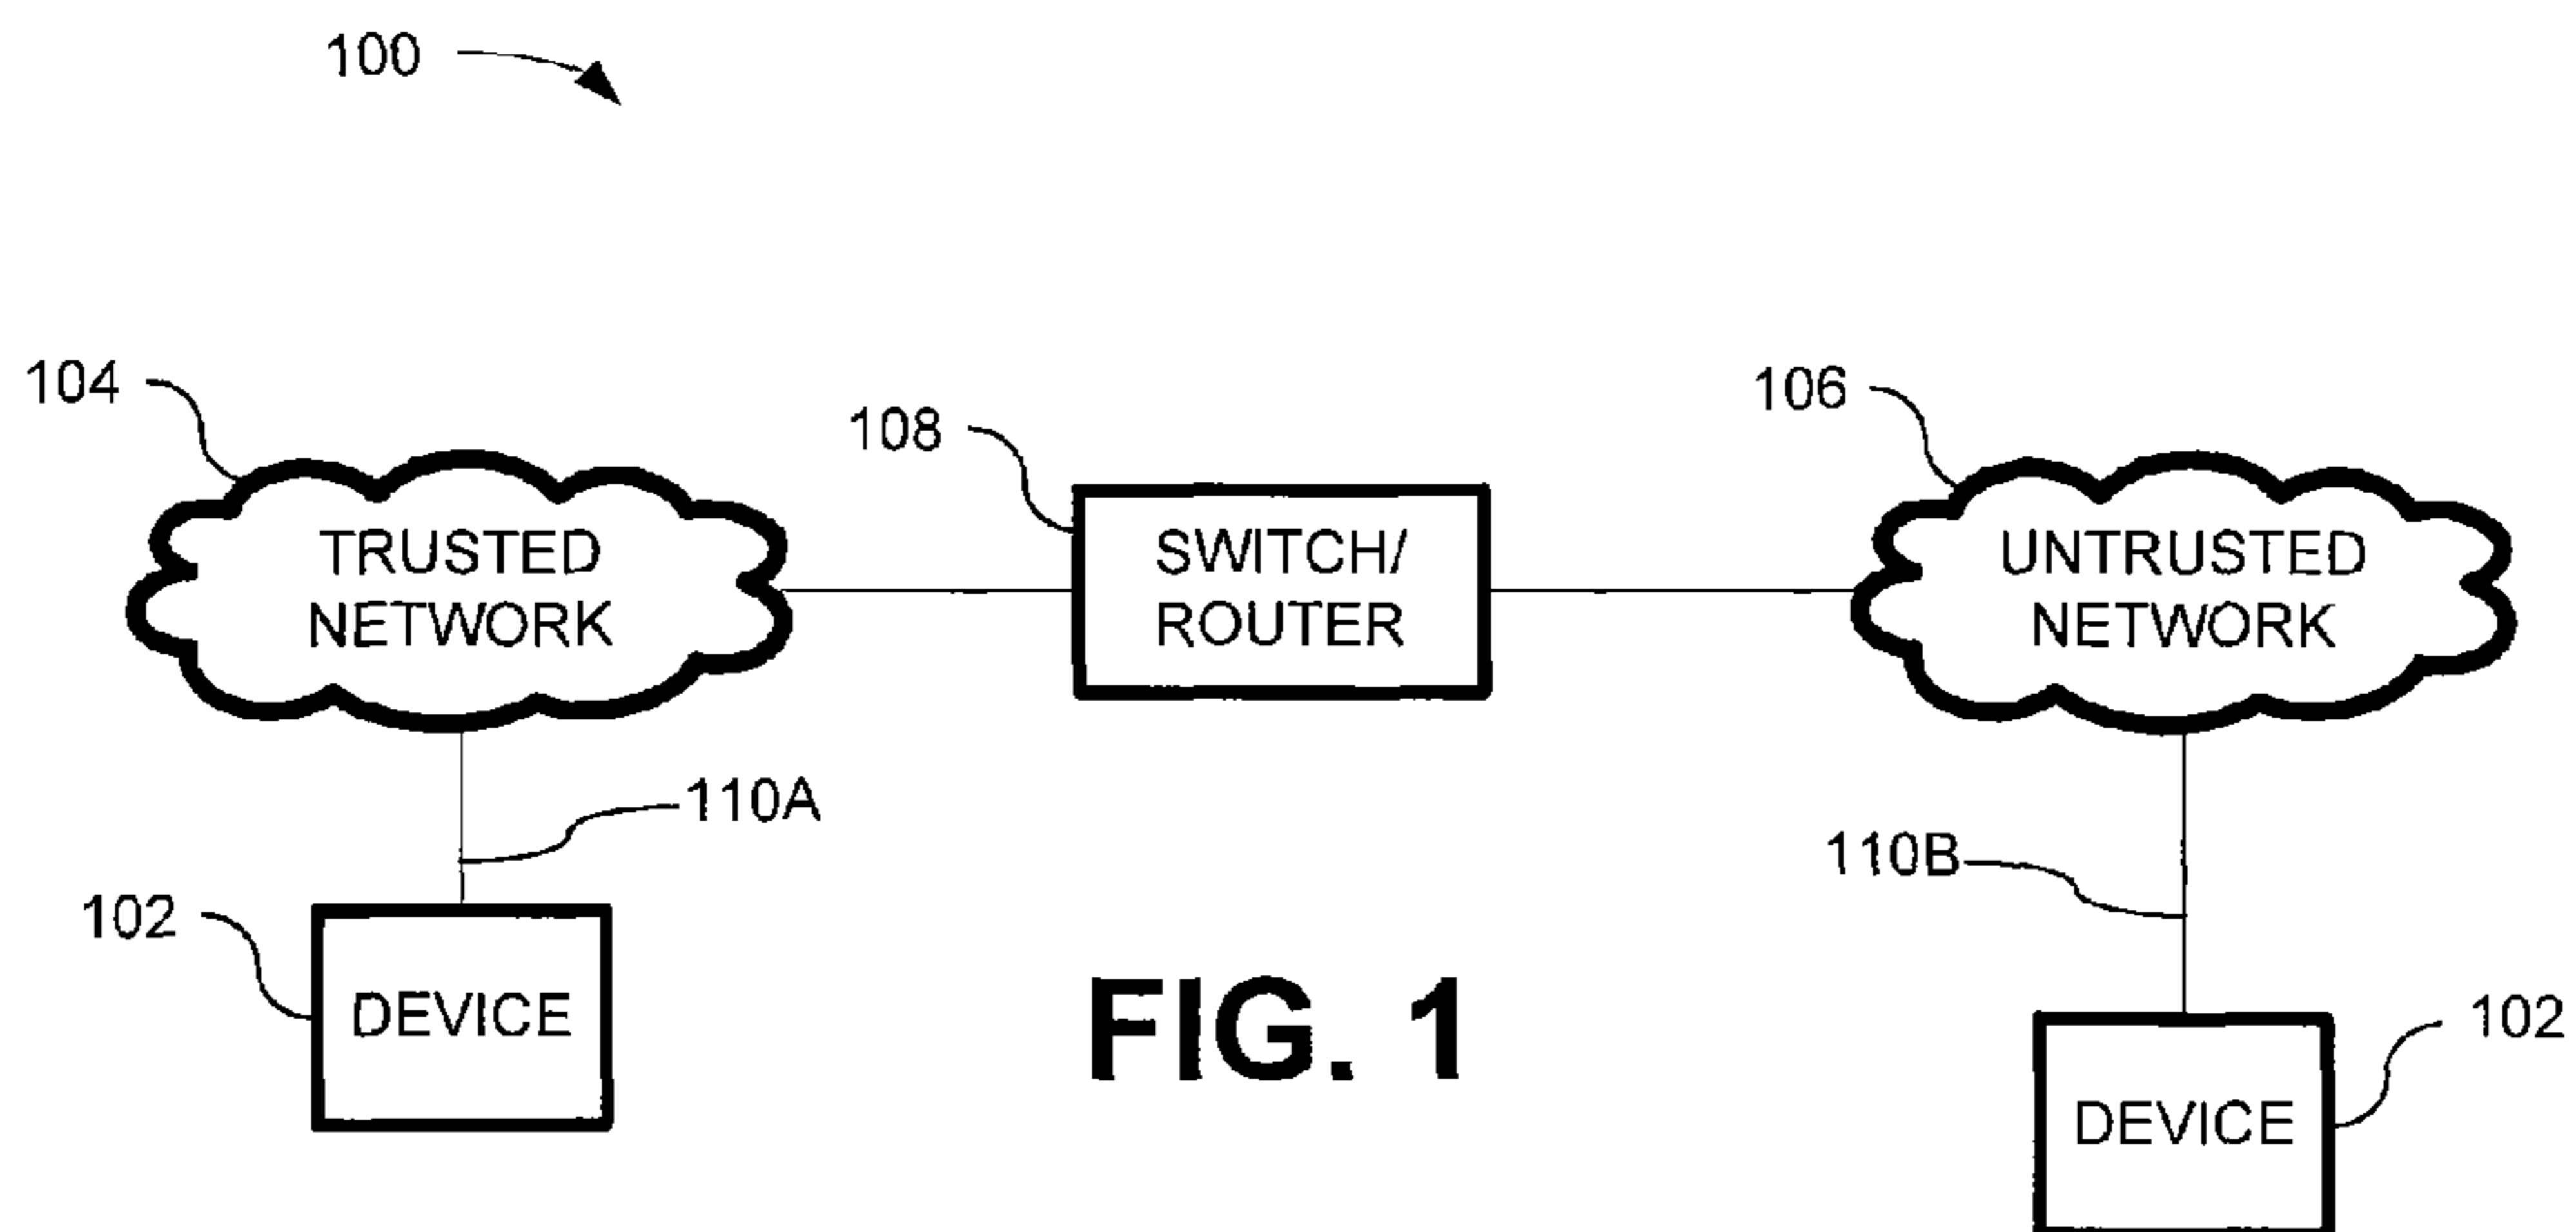 100
104
108
106
TRUSTED
NETWORK
SWITCH/
ROUTER
UNTRUSTED
NETWORK
110A
110B
102
DEVICE
FIG. 1
102
DEVICE